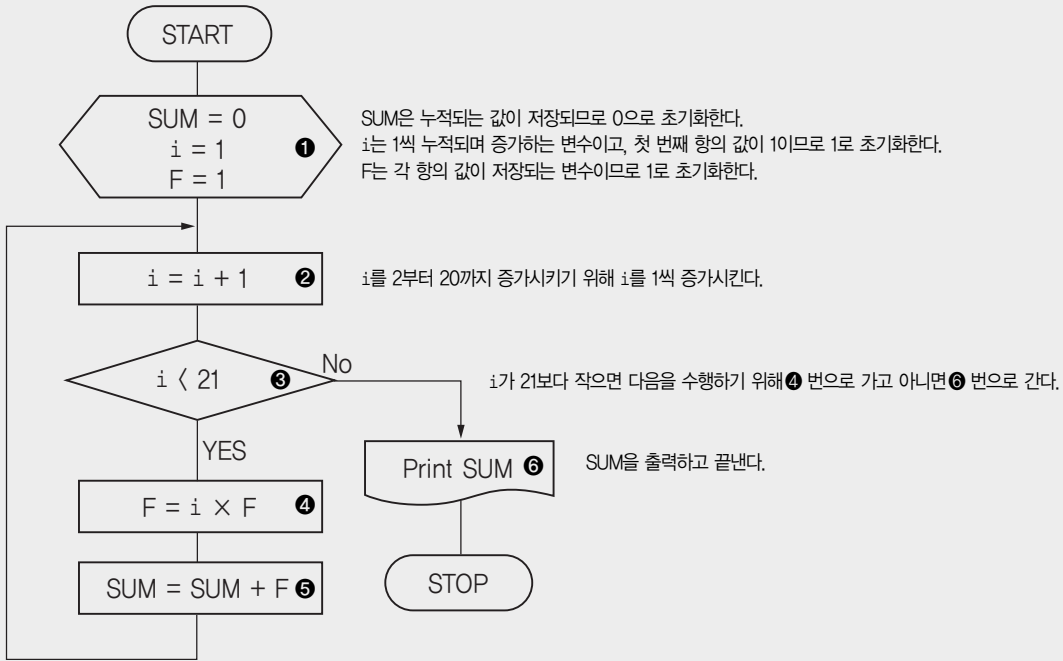 START
SUM = 0
i = 1 ❶
F = 1
SUM은 누적되는 값이 저장되므로 0으로 초기화한다.
i는 1씩 누적되며 증가하는 변수이고, 첫 번째 항의 값이 1이므로 1로 초기화한다.
F는 각 항의 값이 저장되는 변수이므로 1로 초기화한다.
i = i + 1 ❷
i를 2부터 20까지 증가시키기 위해 i를 1씩 증가시킨다.
i < 21 ❸
No
i가 21보다 작으면 다음을 수행하기 위해 ❹ 번으로 가고 아니면 ❻ 번으로 간다.
YES
Print SUM ❻
SUM을 출력하고 끝낸다.
F = i × F ❹
SUM = SUM + F ❺
STOP